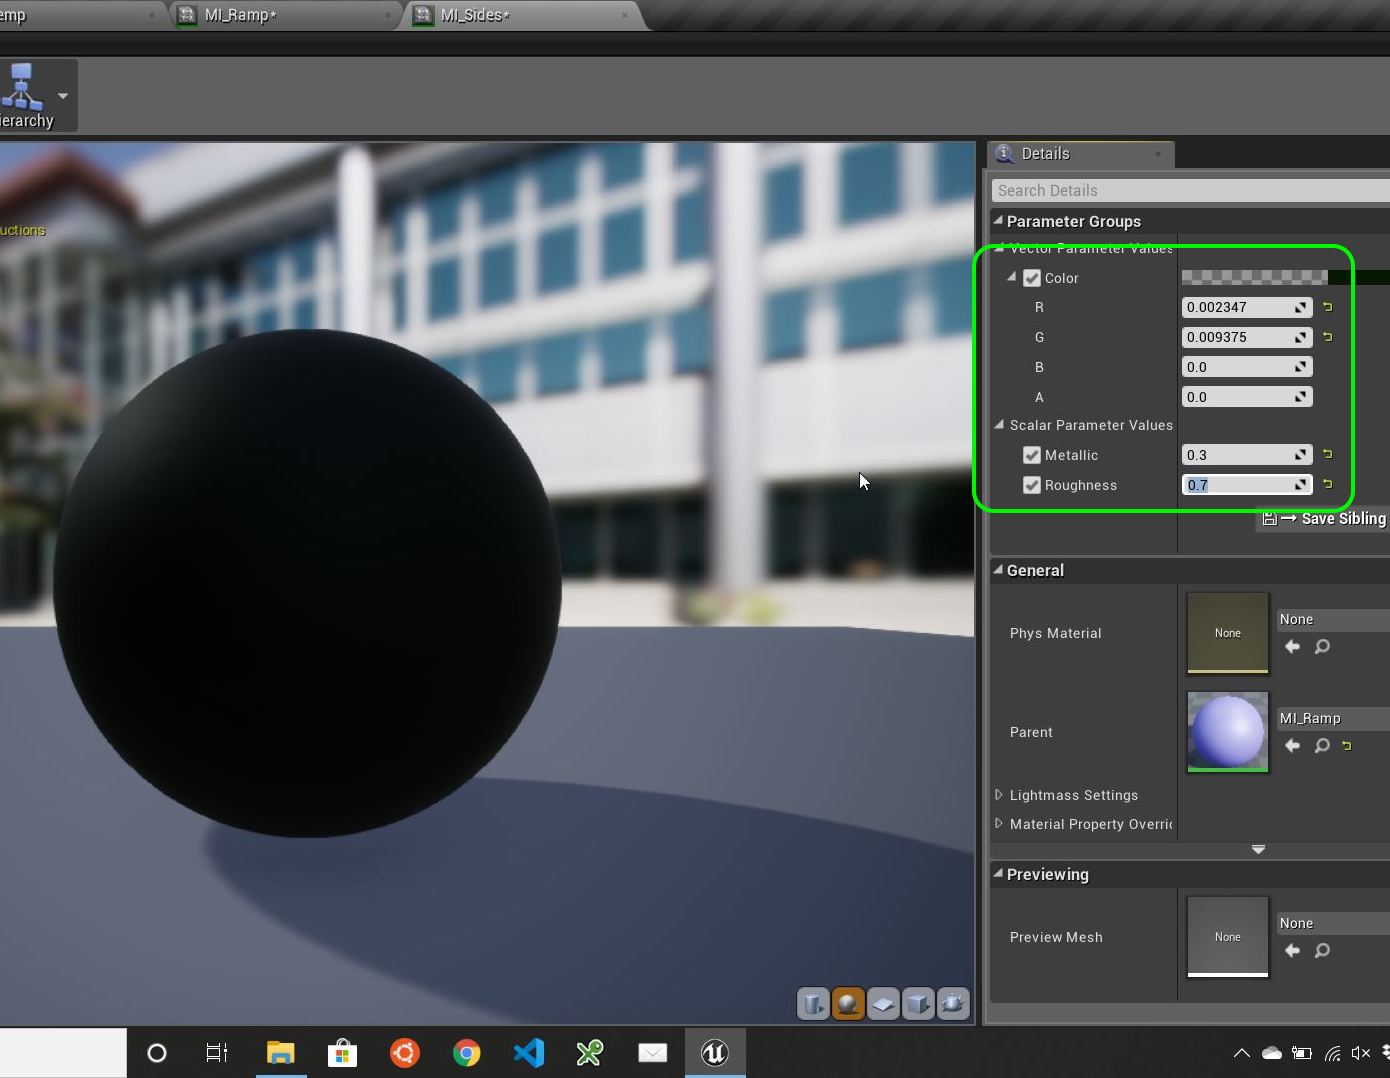 emp
MI_Ramp*
MI_Sides*
ierarchy
Details
Search Details
uctions
Parameter Groups
Vector Parameter Values
Color
R 0.002347
G 0.009375
B 0.0
A 0.0
Scalar Parameter Values
Metallic 0.3
Roughness 0.7
Save Sibling
General
Phys Material
None
None
Parent
MI_Ramp
Lightmass Settings
Material Property Overri
Previewing
Preview Mesh
None
None